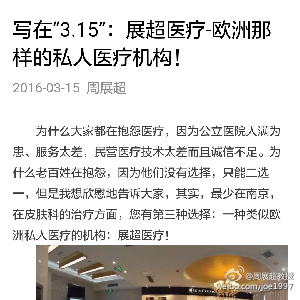 写在“3.15”：展超医疗-欧洲那
样的私人医疗机构！
2016-03-15 周展超
为什么大家都在抱怨医疗，因为公立医院人满为
患、服务太差，民营医疗技术太差而且诚信不足。为
什么老百姓在抱怨，因为他们没有选择，只能二选
一，但是我想欣慰地告诉大家，其实，最少在南京，
在皮肤科的治疗方面，您有第三种选择：一种类似欧
洲私人医疗的机构：展超医疗！
@周展超教授
weibo.com/joe1997